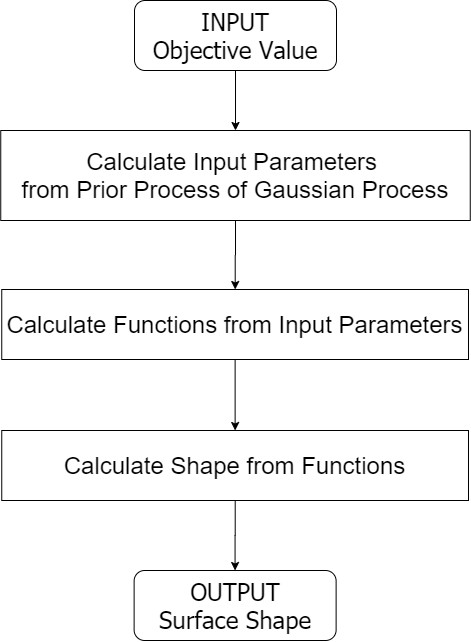 INPUT
Objective Value
Calculate Input Parameters
from Prior Process of Gaussian Process
Calculate Functions from Input Parameters
Calculate Shape from Functions
OUTPUT
Surface Shape